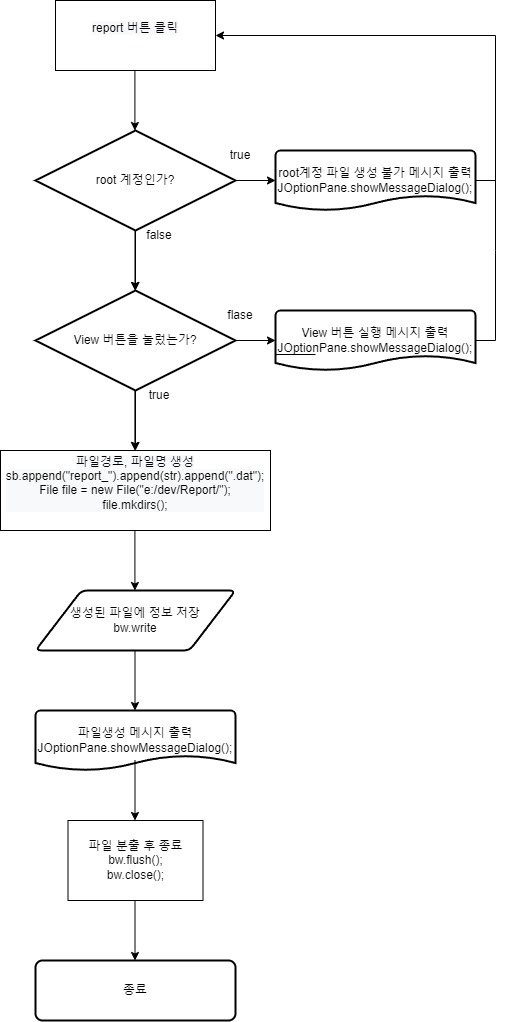 report 버튼 클릭
true
root 계정인가?
root계정 파일 생성 불가 메시지 출력
JOptionPane.showMessageDialog();
false
flase
View 버튼을 눌렀는가?
View 버튼 실행 메시지 출력
JOptionPane.showMessageDialog();
true
파일경로, 파일명 생성
sb.append("report_").append(str).append(".dat");
File file = new File("e:/dev/Report/");
file.mkdirs();
생성된 파일에 정보 저장
bw.write
파일생성 메시지 출력
JOptionPane.showMessageDialog();
파일 분출 후 종료
bw.flush();
bw.close();
종료